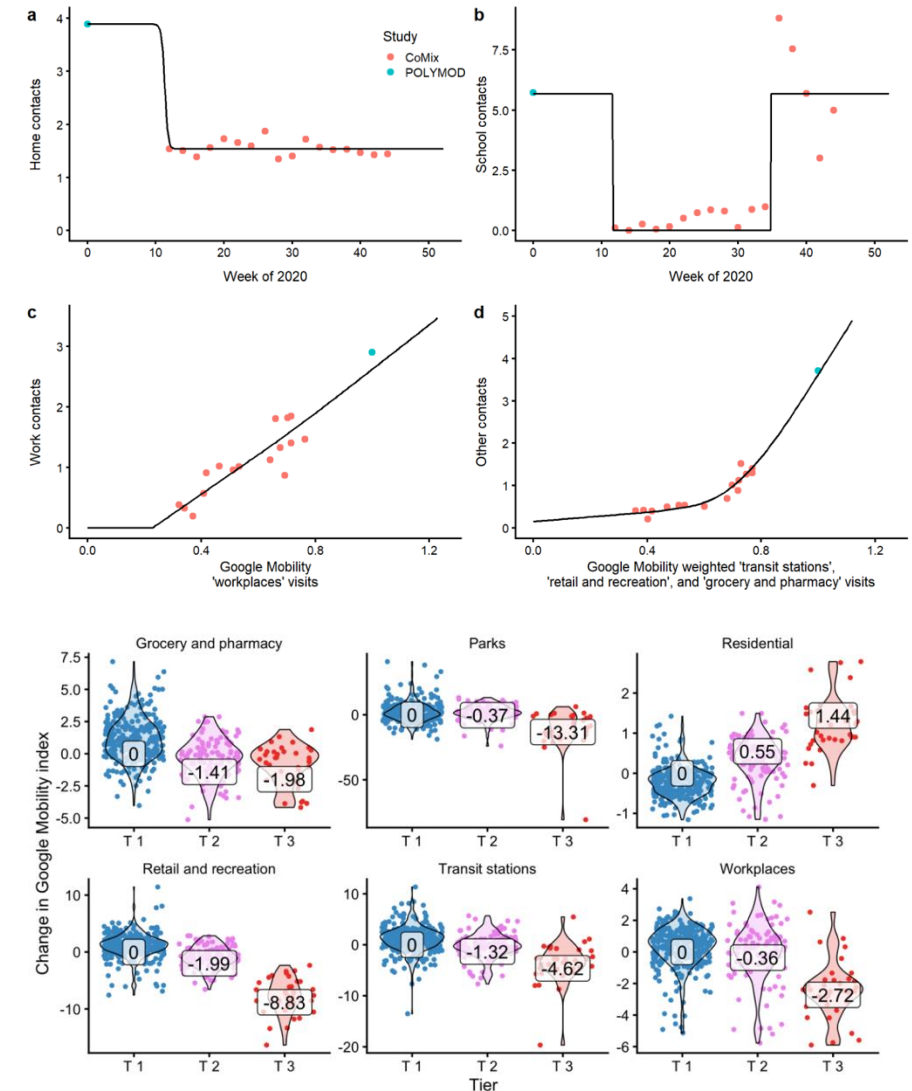 a
Home contacts
4
3
2
1
0
0 10 20 30 40 50
Week of 2020
Study
CoMix
POLYMOD
b
School contacts
7.5
5.0
2.5
0.0
0 10 20 30 40 50
Week of 2020
c
Work contacts
3
2
1
0
0.0 0.4 0.8 1.2
Google Mobility
'workplaces' visits
d
Other contacts
5
4
3
2
1
0
0.0 0.4 0.8 1.2
Google Mobility weighted 'transit stations',
'retail and recreation', and 'grocery and pharmacy' visits
Change in Google Mobility index
Grocery and pharmacy
7.5
5.0
2.5
0.0
-2.5
-5.0
0
-1.41
-1.98
T 1 T 2 T 3
Parks
0
-50
0
-0.37
-13.31
T 1 T 2 T 3
Residential
2
1
0
-1
0
0.55
1.44
T 1 T 2 T 3
Retail and recreation
10
0
-10
0
-1.99
-8.83
T 1 T 2 T 3
Transit stations
10
0
-10
-20
0
-1.32
-4.62
T 1 T 2 T 3
Workplaces
4
2
0
-2
-4
-6
0
-0.36
-2.72
T 1 T 2 T 3
Tier